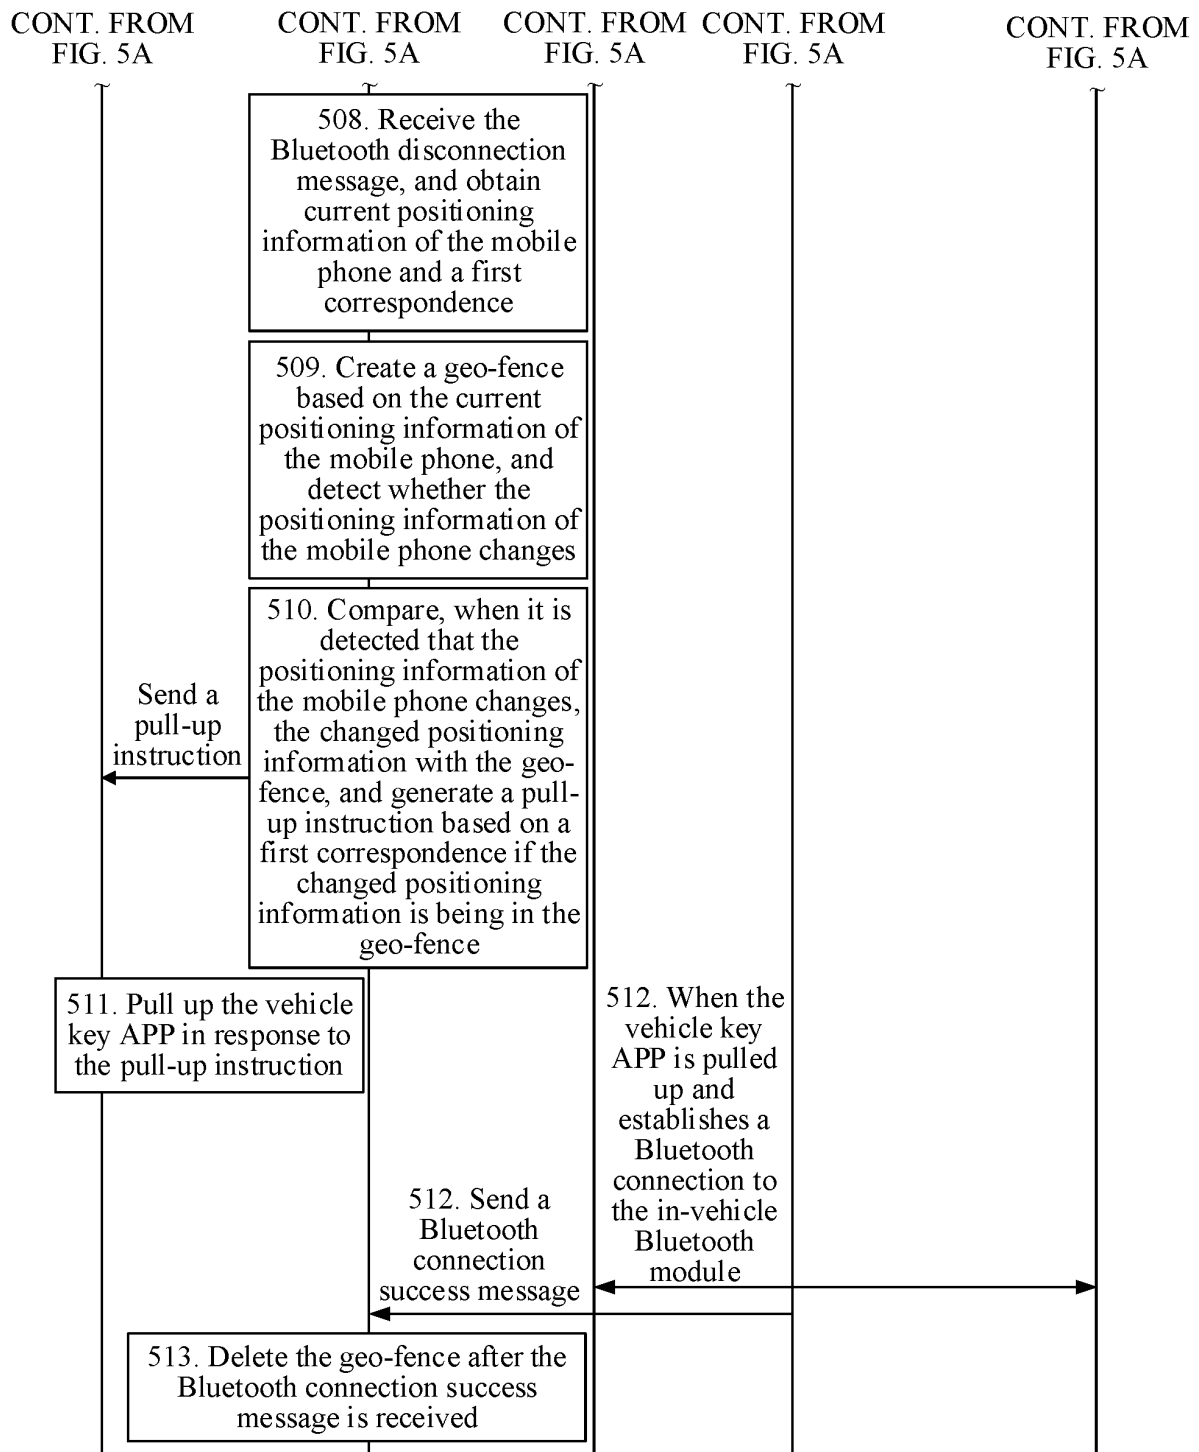 CONT. FROM
FIG. 5A
CONT. FROM
FIG. 5A
CONT. FROM
FIG. 5A
CONT. FROM
FIG. 5A
CONT. FROM
FIG. 5A
508. Receive the
Bluetooth disconnection
message, and obtain
current positioning
information of the mobile
phone and a first
correspondence
509. Create a geo-fence
based on the current
positioning information of
the mobile phone, and
detect whether the
positioning information of
the mobile phone changes
510. Compare, when it is
detected that the
positioning information of
the mobile phone changes,
the changed positioning
information with the geo-
fence, and generate a pull-
up instruction based on a
first correspondence if the
changed positioning
information is being in the
geo-fence
Send a
pull-up
instruction
511. Pull up the vehicle
key APP in response to
the pull-up instruction
512. When the
vehicle key
APP is pulled
up and
establishes a
Bluetooth
connection to
the in-vehicle
Bluetooth
module
512. Send a
Bluetooth
connection
success message
513. Delete the geo-fence after the
Bluetooth connection success
message is received